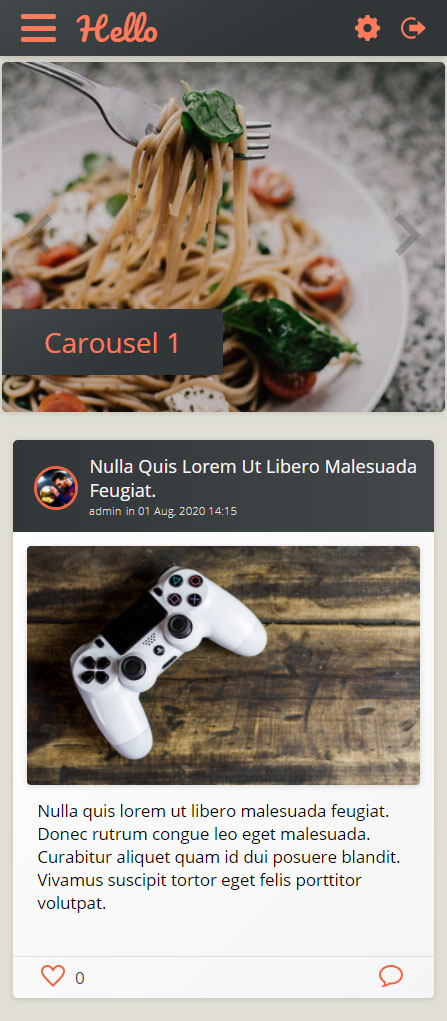 Hello
Carousel 1
Nulla Quis Lorem Ut Libero Malesuada
Feugiat.
admin in 01 Aug, 2020 14:15
Nulla quis lorem ut libero malesuada feugiat.
Donec rutrum congue leo eget malesuada.
Curabitur aliquet quam id dui posuere blandit.
Vivamus suscipit tortor eget felis porttitor
volutpat.
0